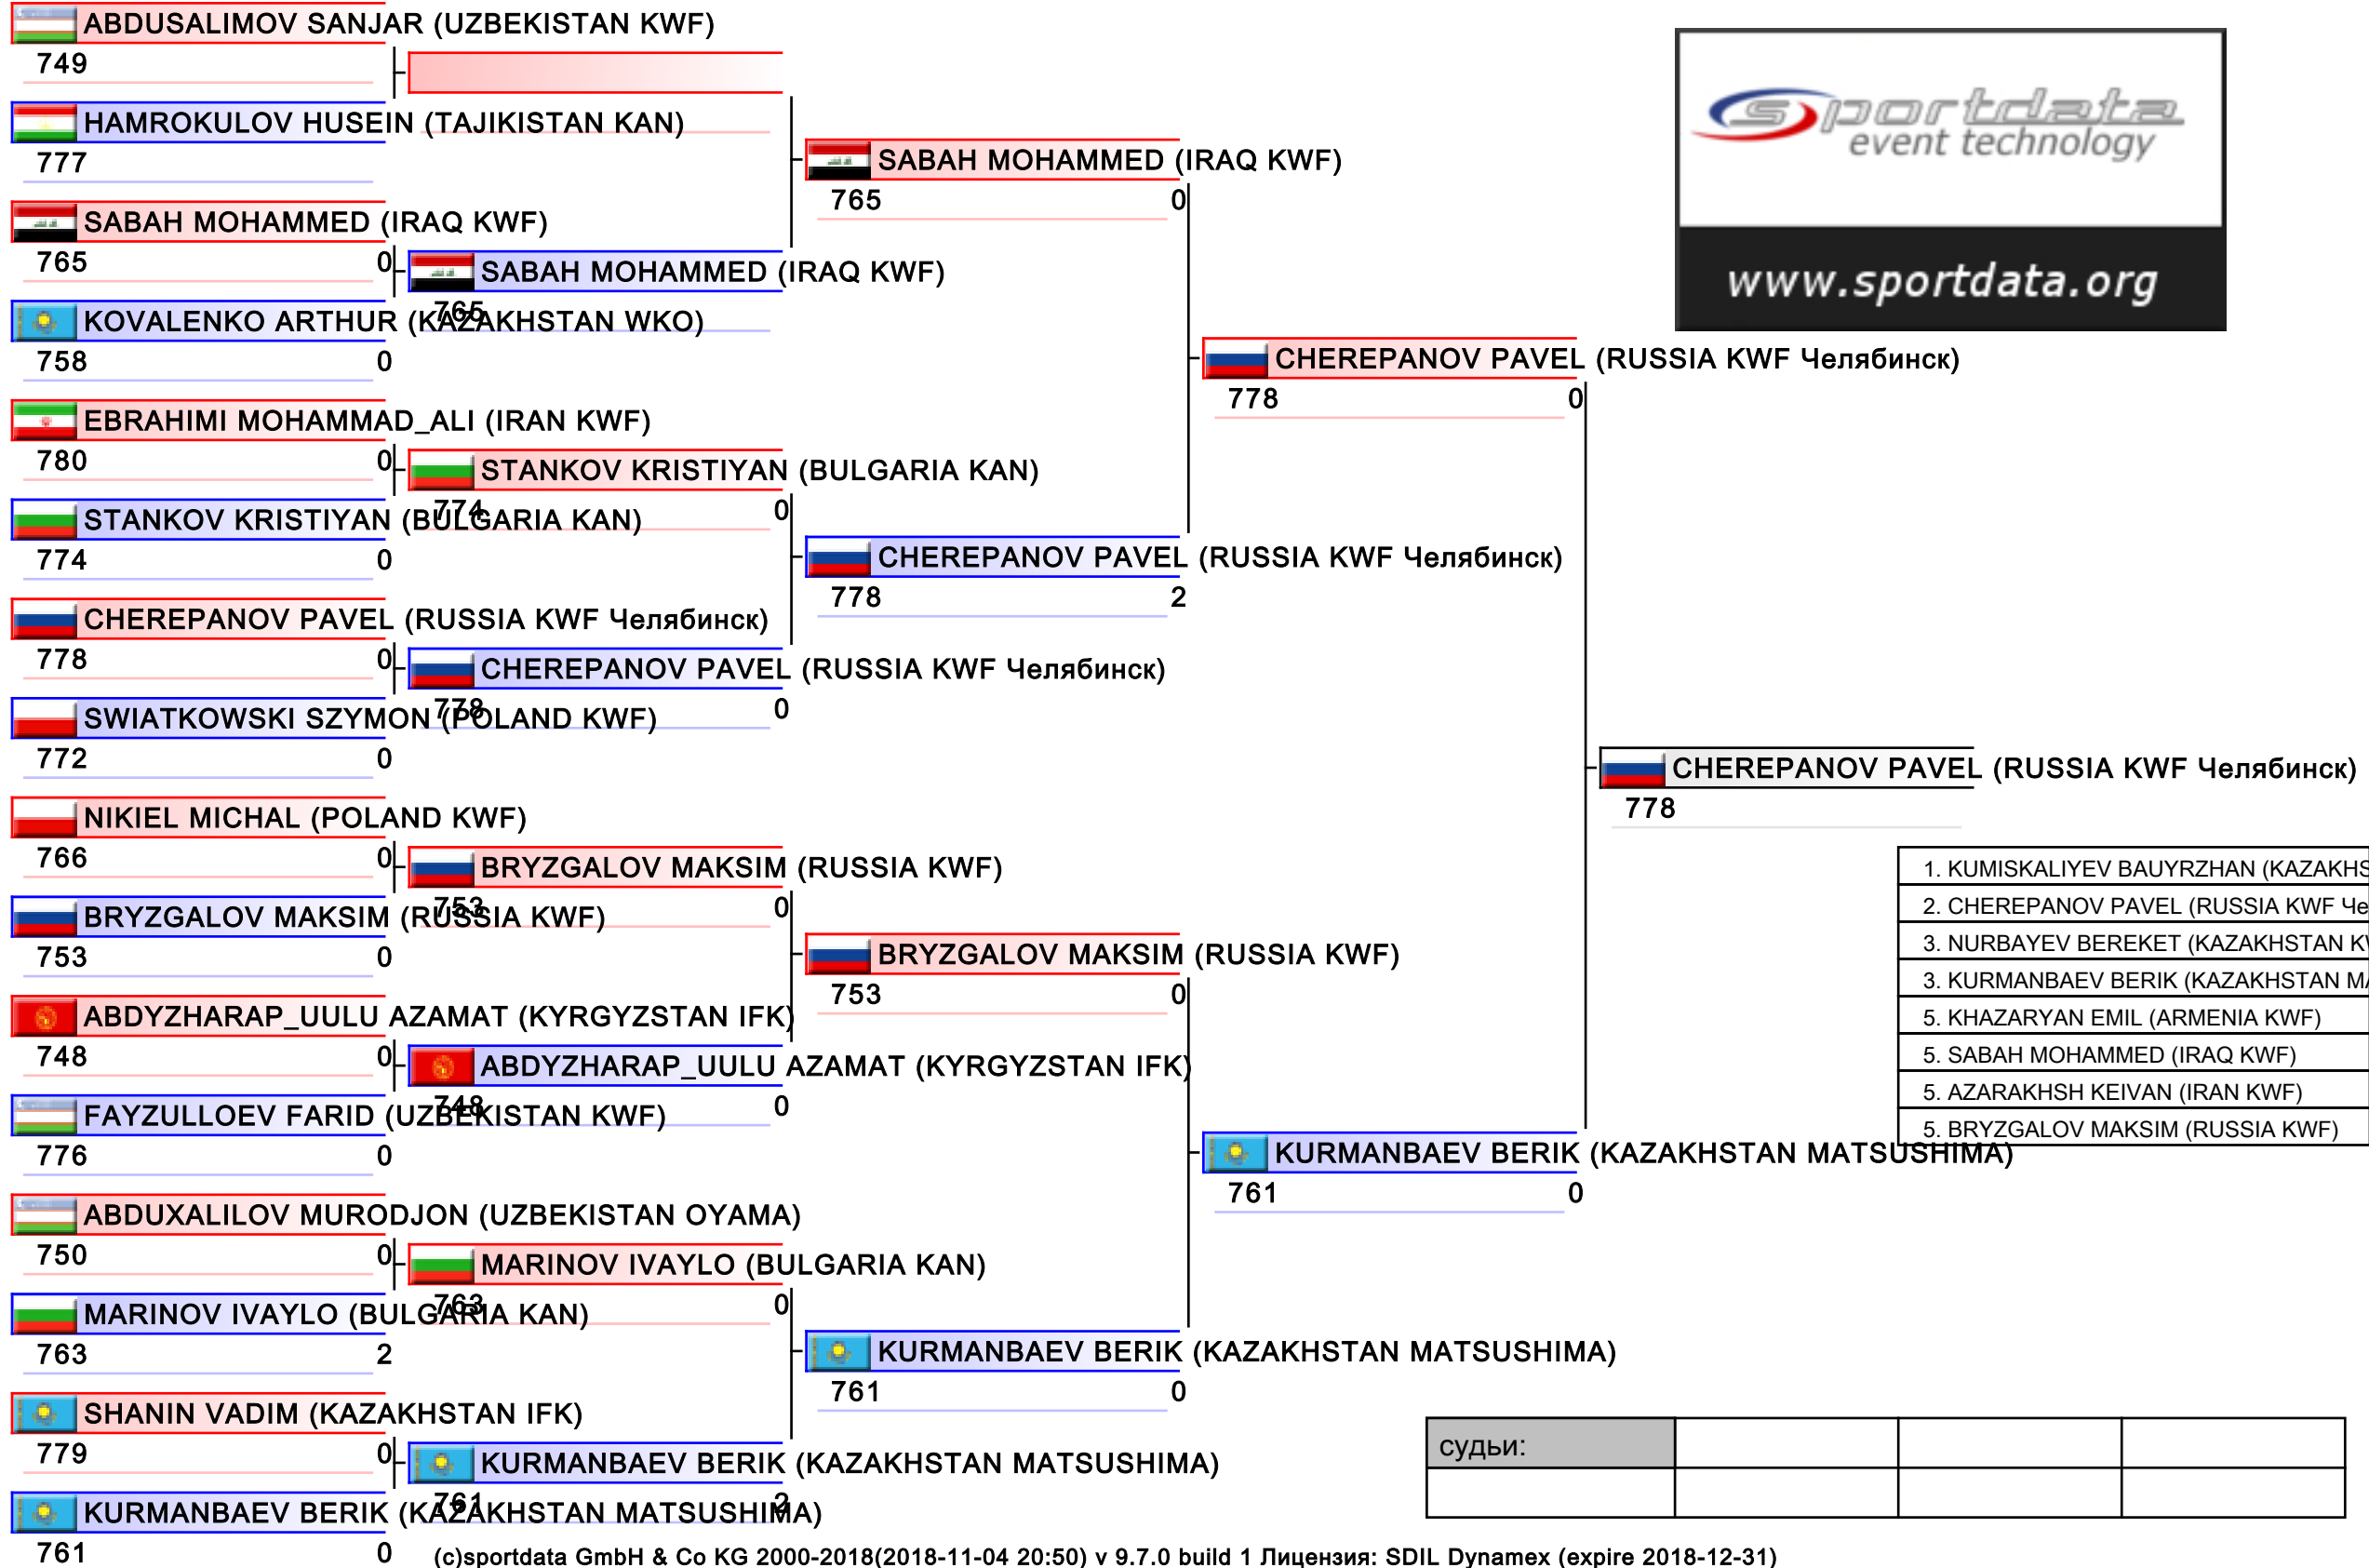 ABDUSALIMOV SANJAR (UZBEKISTAN KWF)
749
HAMROKULOV HUSEIN (TAJIKISTAN KAN)
777
SABAH MOHAMMED (IRAQ KWF)
765 0
KOVALENKO ARTHUR (KAZAKHSTAN WKO)
758 0
EBRAHIMI MOHAMMAD_ALI (IRAN KWF)
780 0
STANKOV KRISTIYAN (BULGARIA KAN)
774 0
CHEREPANOV PAVEL (RUSSIA KWF Челябинск)
778 0
SWIATKOWSKI SZYMON (POLAND KWF)
772 0
NIKIEL MICHAL (POLAND KWF)
766 0
BRYZGALOV MAKSIM (RUSSIA KWF)
753 0
ABDYZHARAP_UULU AZAMAT (KYRGYZSTAN IFK)
748 0
FAYZULLOEV FARID (UZBEKISTAN KWF)
776 0
ABDUXALILOV MURODJON (UZBEKISTAN OYAMA)
750 0
MARINOV IVAYLO (BULGARIA KAN)
763 2
SHANIN VADIM (KAZAKHSTAN IFK)
779 0
KURMANBAEV BERIK (KAZAKHSTAN MATSUSHIMA)
761 0
SABAH MOHAMMED (IRAQ KWF)
765
STANKOV KRISTIYAN (BULGARIA KAN)
774 0
CHEREPANOV PAVEL (RUSSIA KWF Челябинск)
778 0
BRYZGALOV MAKSIM (RUSSIA KWF)
753 0
ABDYZHARAP_UULU AZAMAT (KYRGYZSTAN IFK)
748 0
MARINOV IVAYLO (BULGARIA KAN)
763 0
KURMANBAEV BERIK (KAZAKHSTAN MATSUSHIMA)
761 2
SABAH MOHAMMED (IRAQ KWF)
765 0
CHEREPANOV PAVEL (RUSSIA KWF Челябинск)
778 2
BRYZGALOV MAKSIM (RUSSIA KWF)
753 0
KURMANBAEV BERIK (KAZAKHSTAN MATSUSHIMA)
761 0
CHEREPANOV PAVEL (RUSSIA KWF Челябинск)
778 0
KURMANBAEV BERIK (KAZAKHSTAN MATSUSHIMA)
761 0
CHEREPANOV PAVEL (RUSSIA KWF Челябинск)
778
sportdata
event technology
www.sportdata.org
1. KUMISKALIYEV BAUYRZHAN (KAZAKHS
2. CHEREPANOV PAVEL (RUSSIA KWF Че
3. NURBAYEV BEREKET (KAZAKHSTAN KW
3. KURMANBAEV BERIK (KAZAKHSTAN MA
5. KHAZARYAN EMIL (ARMENIA KWF)
5. SABAH MOHAMMED (IRAQ KWF)
5. AZARAKHSH KEIVAN (IRAN KWF)
5. BRYZGALOV MAKSIM (RUSSIA KWF)
судьи:
(c)sportdata GmbH & Co KG 2000-2018(2018-11-04 20:50) v 9.7.0 build 1 Лицензия: SDIL Dynamex (expire 2018-12-31)